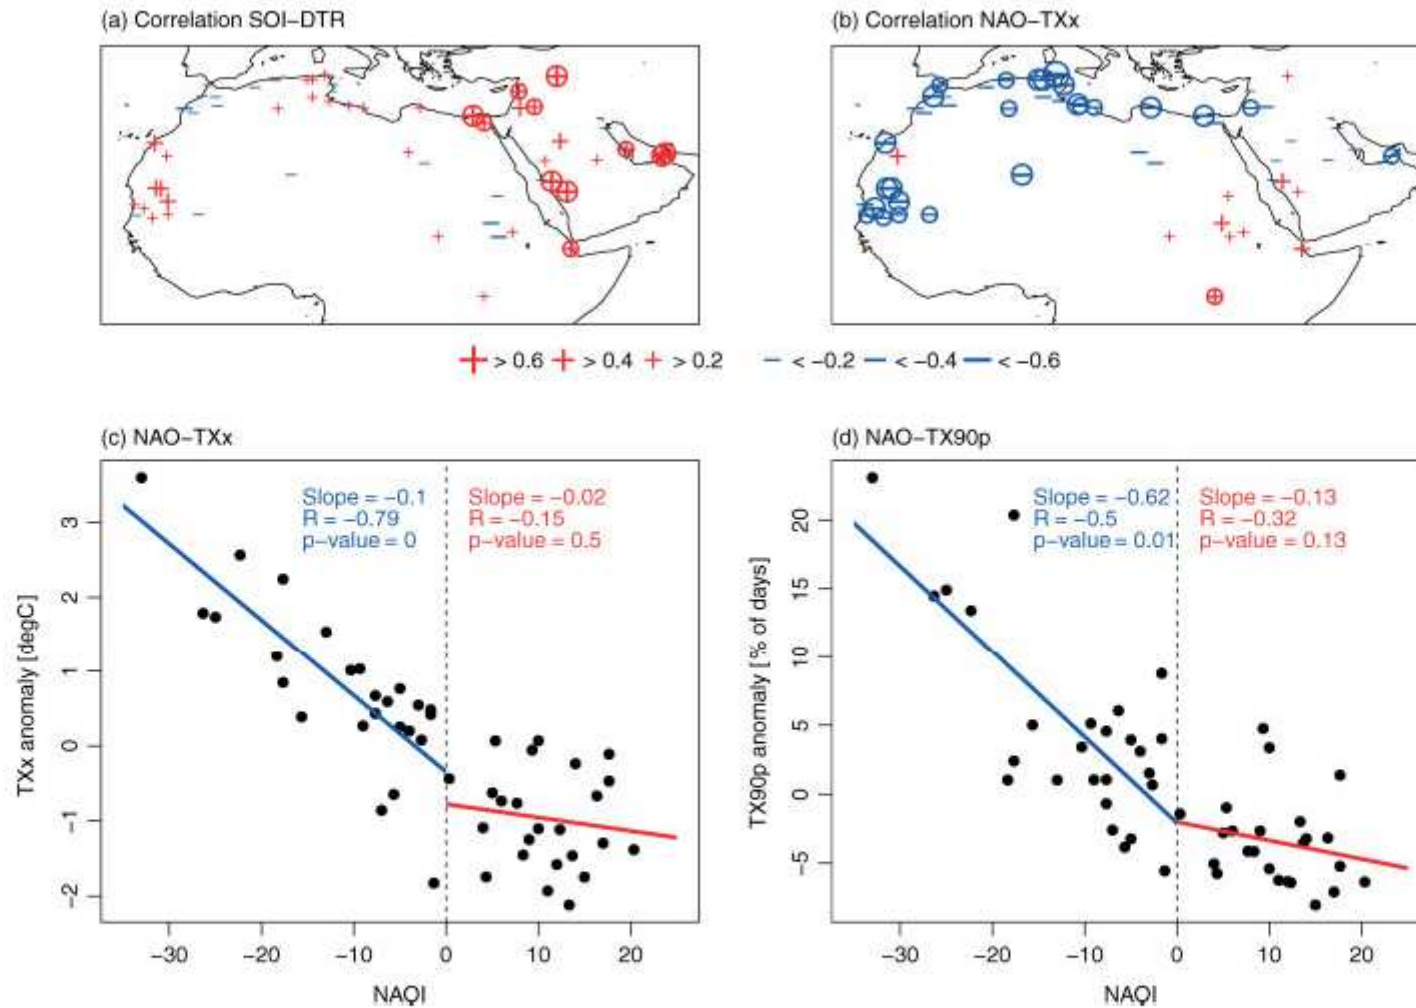 (a) Correlation SOI−DTR
(b) Correlation NAO−TXx
> 0.6 > 0.4 > 0.2 < −0.2 < −0.4 < −0.6
(c) NAO−TXx
Slope = −0.1
R = −0.79
p−value = 0
Slope = −0.02
R = −0.15
p−value = 0.5
TXx anomaly [degC]
3
2
1
0
−1
−2
−30 −20 −10 0 10 20
NAOI
(d) NAO−TX90p
Slope = −0.62
R = −0.5
p−value = 0.01
Slope = −0.13
R = −0.32
p−value = 0.13
TX90p anomaly [% of days]
20
15
10
5
0
−5
−30 −20 −10 0 10 20
NAOI